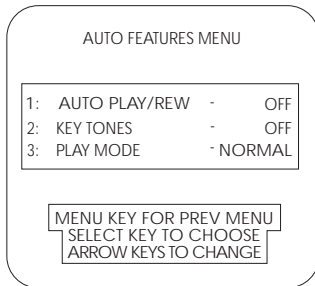 AUTO FEATURES MENU
1: AUTO PLAY/REW - OFF
2: KEY TONES - OFF
3: PLAY MODE - NORMAL
MENU KEY FOR PREV MENU
SELECT KEY TO CHOOSE
ARROW KEYS TO CHANGE